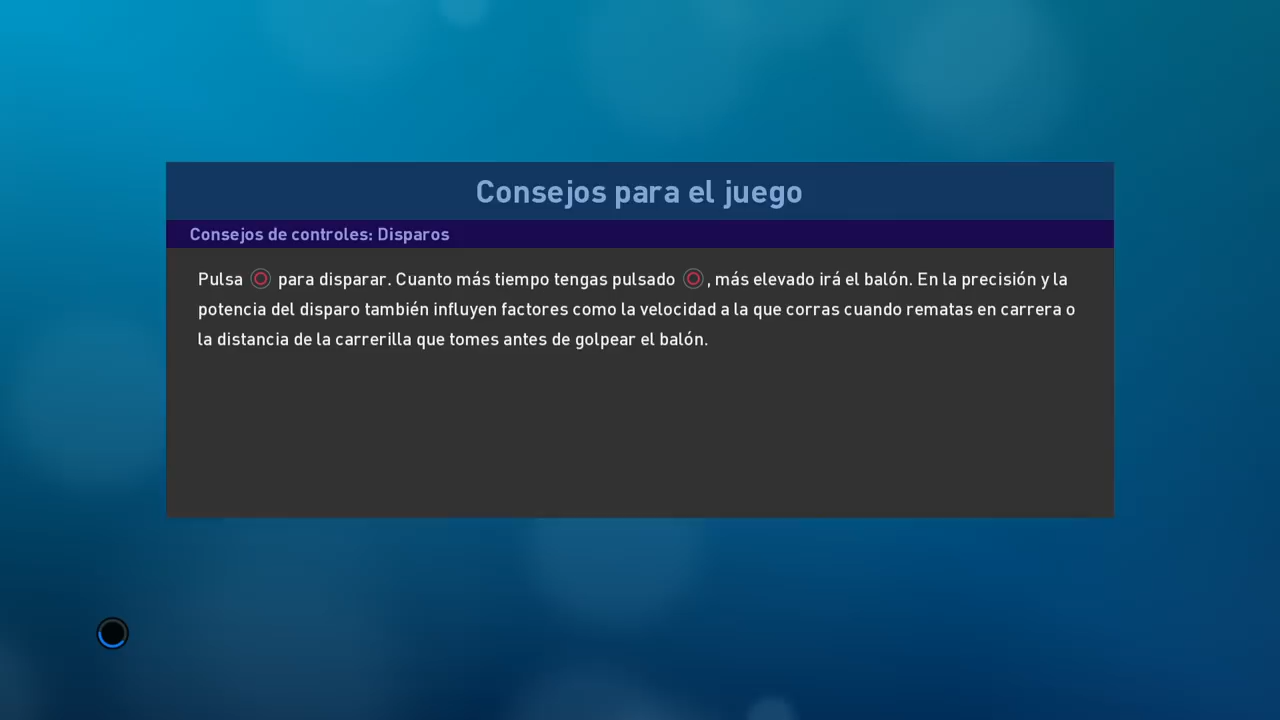 Consejos para el juego
Consejos de controles: Disparos
Pulsa para disparar. Cuanto más tiempo tengas pulsado , más elevado irá el balón. En la precisión y la
potencia del disparo también influyen factores como la velocidad a la que corras cuando rematas en carrera o
la distancia de la carrerilla que tomes antes de golpear el balón.